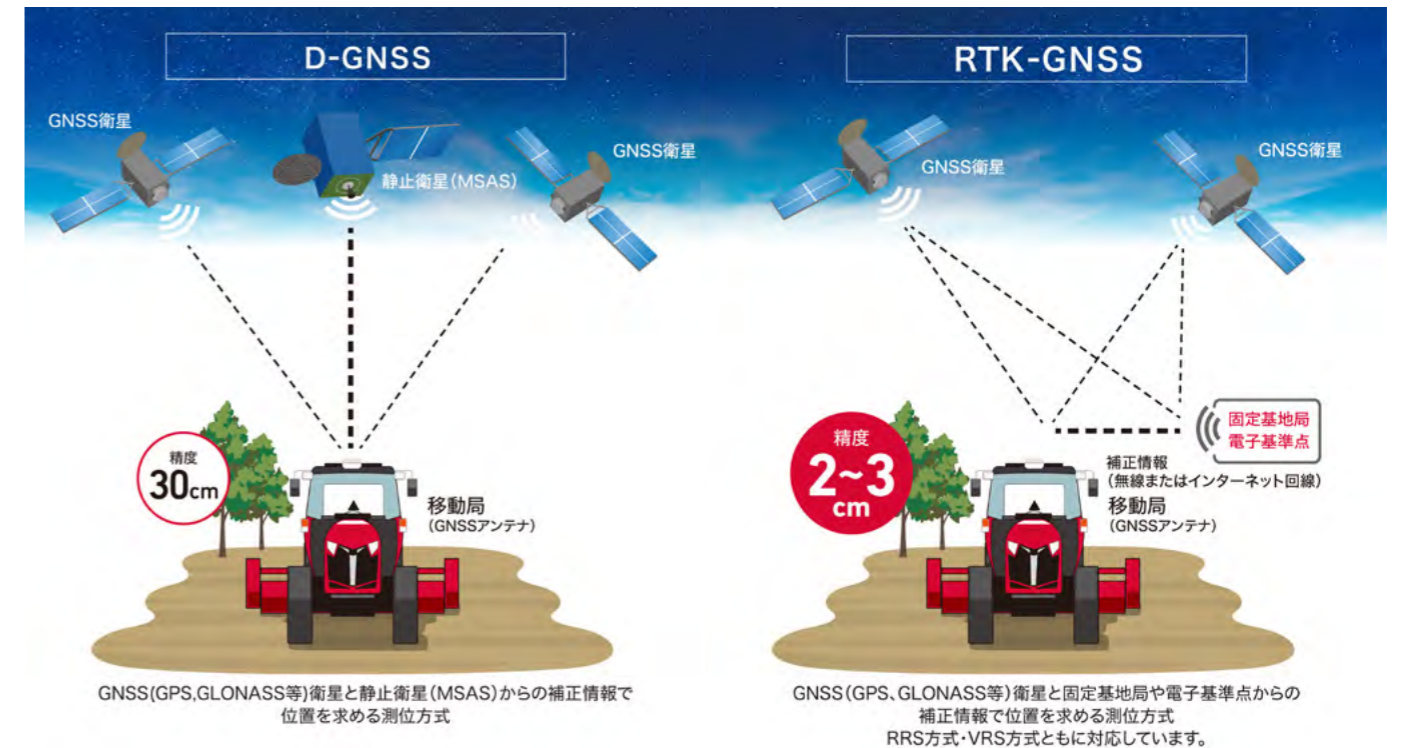 D-GNSS
GNSS衛星
静止衛星(MSAS)
GNSS衛星
精度
30cm
移動局
(GNSSアンテナ)
GNSS(GPS,GLONASS等)衛星と静止衛星(MSAS)からの補正情報で
位置を求める測位方式
RTK-GNSS
GNSS衛星
GNSS衛星
固定基地局
電子基準点
精度
2~3
cm
補正情報
(無線またはインターネット回線)
移動局
(GNSSアンテナ)
GNSS(GPS、GLONASS等)衛星と固定基地局や電子基準点からの
補正情報で位置を求める測位方式
RRS方式・VRS方式ともに対応しています。